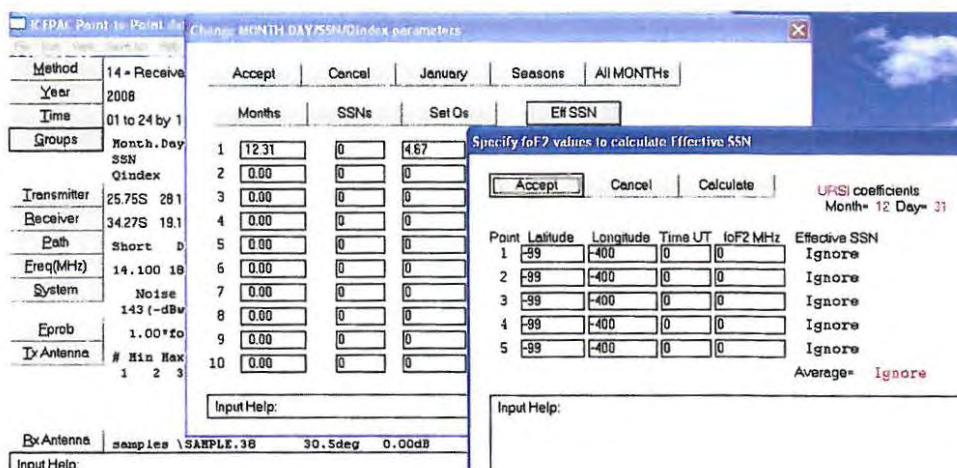 ICEPAC Point-to-Point da
Change MONTH.DAY/SSN/Qindex parameters
Method
14 = Receive
Year
2008
Time
01 to 24 by 1
Groups
Month.Day
SSN
Qindex
Transmitter
25.75S 281
Receiver
34.27S 19.1
Path
Short D
Freq(MHz)
14.100 18
System
Noise
143(-dBw
Fprob
1.00*fo
Tx Antenna
# Min Max
1 2 3
Rx Antenna
samples \SAMPLE.36 30.5deg 0.00dB
Input Help:
Accept Cancel January Seasons All MONTHs
Months SSNs Set Qs Eff SSN
1 12.31 0 4.67
2 0.00 0 0
3 0.00 0 0
4 0.00 0 0
5 0.00 0 0
6 0.00 0 0
7 0.00 0 0
8 0.00 0 0
9 0.00 0 0
10 0.00 0 0
Input Help:
Specify foF2 values to calculate Effective SSN
Accept Cancel Calculate
URSI coefficients
Month= 12 Day= 31
Point Latitude Longitude Time UT foF2 MHz Effective SSN
1 -99 -400 0 0 Ignore
2 -99 -400 0 0 Ignore
3 -99 -400 0 0 Ignore
4 -99 -400 0 0 Ignore
5 -99 -400 0 0 Ignore
Average= Ignore
Input Help: